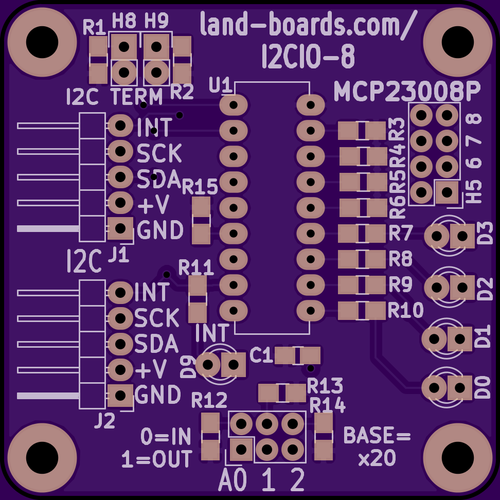 land-boards.com/
I2CIO-8
R1
H8
H9
R2
I2C
TERM
U1
MCP23008P
INT
SCK
SDA
+V
GND
J1
R15
R3
R4
R5
R6
R7
R8
R9
R10
8
7
6
H5
D3
D2
D1
D0
I2C
INT
SCK
SDA
+V
GND
J2
R11
INT
D9
C1
R13
R12
R14
0=IN
1=OUT
A0 1 2
BASE=
x20